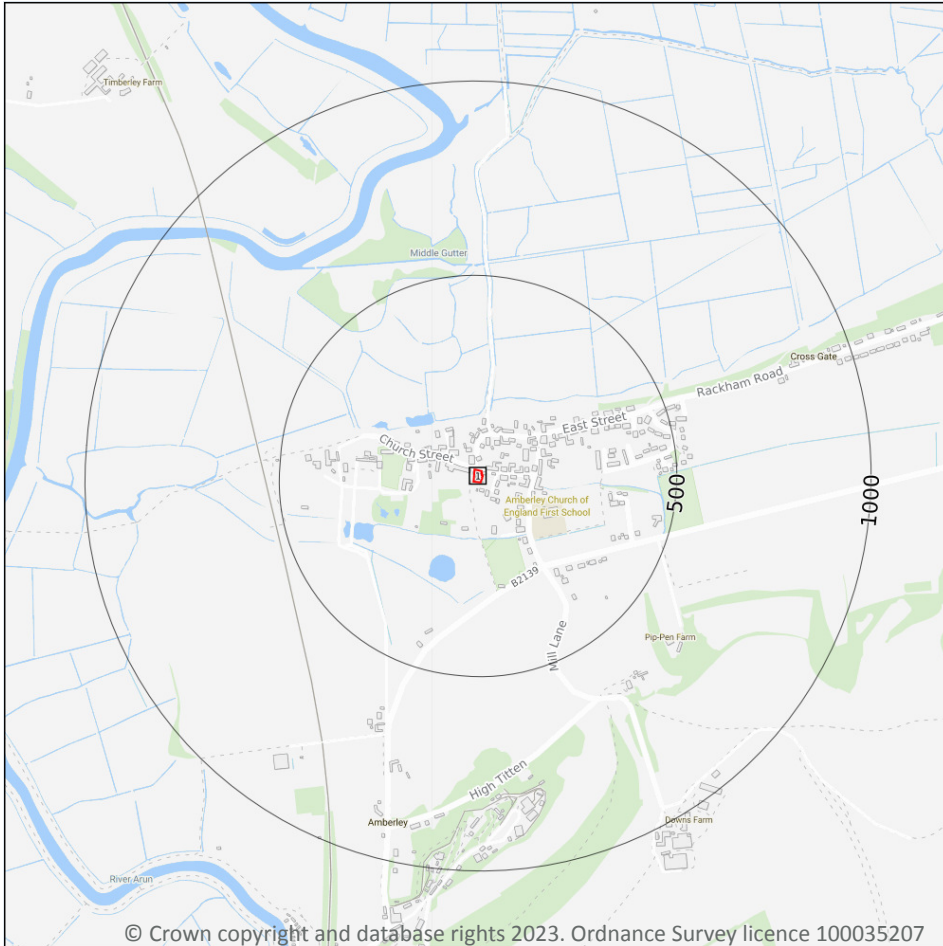 Timberley Farm
Middle Gutter
Cross Gate
Rackham Road
East Street
Church Street
1
Amberley Church of
England First School
500
1000
B2139
Mill Lane
Pip-Pen Farm
High Titten
Amberley
Downs Farm
River Arun
© Crown copyright and database rights 2023. Ordnance Survey licence 100035207